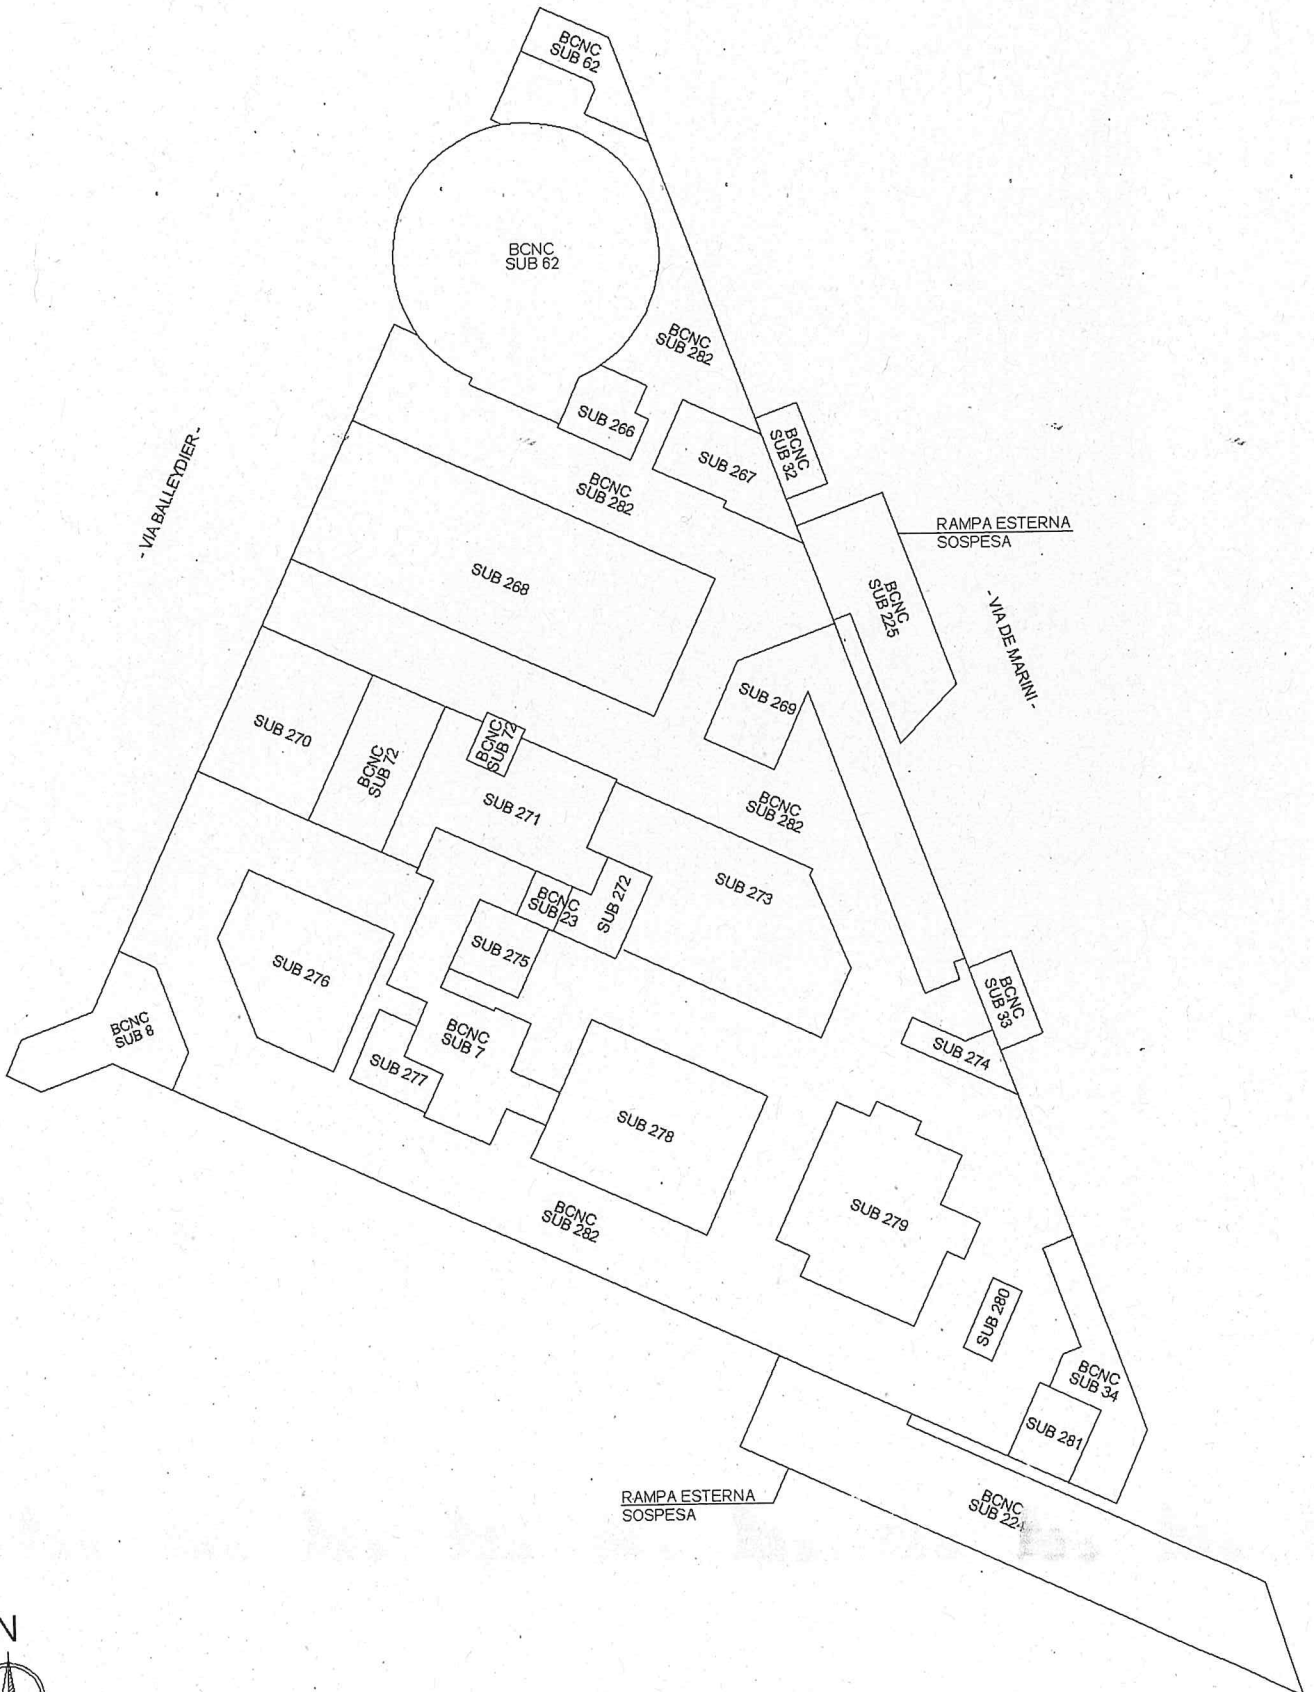 BCNC
SUB 62
BCNC
SUB 62
BCNC
SUB 282
SUB 266
SUB 267
BCNC
SUB 32
- VIA BALLEYDIER -
BCNC
SUB 282
RAMPA ESTERNA
SOSPESA
SUB 268
BCNC
SUB 225
- VIA DE MARINI -
SUB 269
SUB 270
BCNC
SUB 72
BCNC
SUB 72
SUB 271
BCNC
SUB 282
SUB 273
BCNC
SUB 23
SUB 272
SUB 275
SUB 276
BCNC
SUB 33
BCNC
SUB 8
BCNC
SUB 7
SUB 274
SUB 277
SUB 278
BCNC
SUB 282
SUB 279
SUB 280
BCNC
SUB 34
SUB 281
RAMPA ESTERNA
SOSPESA
BCNC
SUB 224
N